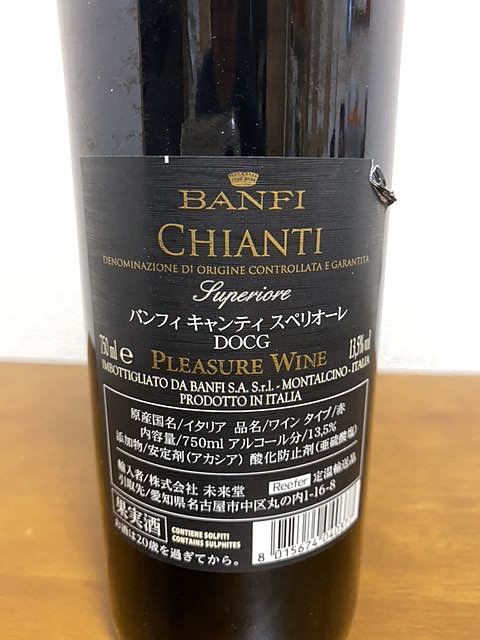 BANFI
CHIANTI
DENOMINAZIONE DI ORIGINE CONTROLLATA E GARANTITA
Superiore
バンフィ キャンティ スペリオーレ
DOCG
750 ml e
PLEASURE WINE
13,5% vol
IMBOTTIGLIATO DA BANFI S.A. S.r.l. - MONTALCINO - ITALIA
PRODOTTO IN ITALIA
原産国名/イタリア 品名/ワイン タイプ/赤
内容量/750ml アルコール分/13.5%
添加物/安定剤(アカシア) 酸化防止剤(亜硫酸塩)
輸入者/株式会社 未来堂 Reefer 定温輸送品
引取先/愛知県名古屋市中区丸の内1-16-8
果実酒
CONTIENE SOLFITI
CONTAINS SULPHITES
お酒は20歳を過ぎてから。